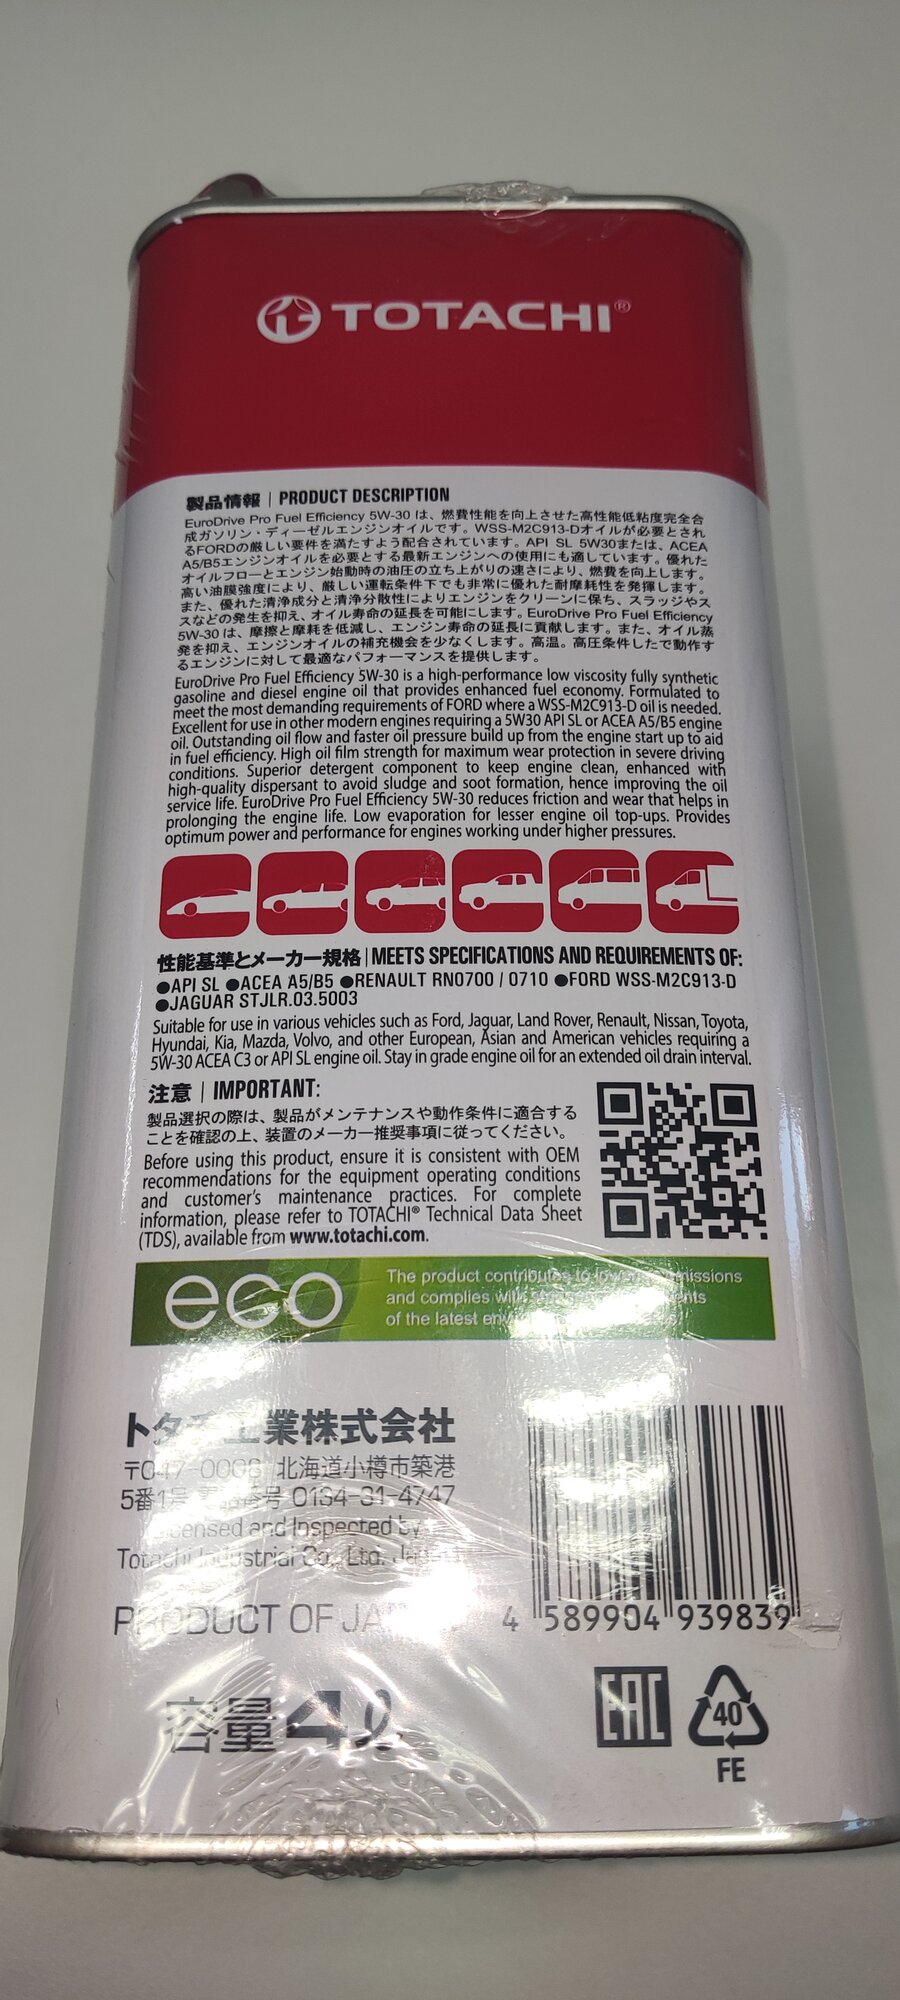 TOTACHI®
製品情報 | PRODUCT DESCRIPTION
EuroDrive Pro Fuel Efficiency 5W-30 は、燃費性能を向上させた高性能低粘度完全合
成ガソリン・ディーゼルエンジンオイルです。WSS-M2C913-Dオイルが必要とされ
るFORDの厳しい要件を満たすよう配合されています。API SL 5W30または、ACEA
A5/B5エンジンオイルを必要とする最新エンジンへの使用にも適しています。優れた
オイルフローとエンジン始動時の油圧の立ち上がりの速さにより、燃費を向上します。
高い油膜強度により、厳しい運転条件下でも非常に優れた耐摩耗性を発揮します。
また、優れた清浄成分と清浄分散性によりエンジンをクリーンに保ち、スラッジやス
スなどの発生を抑え、オイル寿命の延長を可能にします。EuroDrive Pro Fuel Efficiency
5W-30 は、摩擦と摩耗を低減し、エンジン寿命の延長に貢献します。また、オイル蒸
発を抑え、エンジンオイルの補充機会を少なくします。高温。高圧条件したで動作す
るエンジンに対して最適なパフォーマンスを提供します。
EuroDrive Pro Fuel Efficiency 5W-30 is a high-performance low viscosity fully synthetic
gasoline and diesel engine oil that provides enhanced fuel economy. Formulated to
meet the most demanding requirements of FORD where a WSS-M2C913-D oil is needed.
Excellent for use in other modern engines requiring a 5W30 API SL or ACEA A5/B5 engine
oil. Outstanding oil flow and faster oil pressure build up from the engine start up to aid
in fuel efficiency. High oil film strength for maximum wear protection in severe driving
conditions. Superior detergent component to keep engine clean, enhanced with
high-quality dispersant to avoid sludge and soot formation, hence improving the oil
service life. EuroDrive Pro Fuel Efficiency 5W-30 reduces friction and wear that helps in
prolonging the engine life. Low evaporation for lesser engine oil top-ups. Provides
optimum power and performance for engines working under higher pressures.
性能基準とメーカー規格 | MEETS SPECIFICATIONS AND REQUIREMENTS OF:
●API SL ●ACEA A5/B5 ●RENAULT RN0700 / 0710 ●FORD WSS-M2C913-D
●JAGUAR STJLR.03.5003
Suitable for use in various vehicles such as Ford, Jaguar, Land Rover, Renault, Nissan, Toyota,
Hyundai, Kia, Mazda, Volvo, and other European, Asian and American vehicles requiring a
5W-30 ACEA C3 or API SL engine oil. Stay in grade engine oil for an extended oil drain interval.
注意 | IMPORTANT:
製品選択の際は、製品がメンテナンスや動作条件に適合する
ことを確認の上、装置のメーカー推奨事項に従ってください。
Before using this product, ensure it is consistent with OEM
recommendations for the equipment operating conditions
and customer's maintenance practices. For complete
information, please refer to TOTACHI® Technical Data Sheet
(TDS), available from www.totachi.com.
eco
The product contributes to emissions
and complies with
of the latest
工業株式会社
〒047-0008 北海道小樽市築港
5番1号 番号 0134-31-4747
Licensed and Inspected by
Totachi Industrial Co., Ltd.
PRODUCT OF
4 589904 939839
容量4ℓ
EAC
40
FE